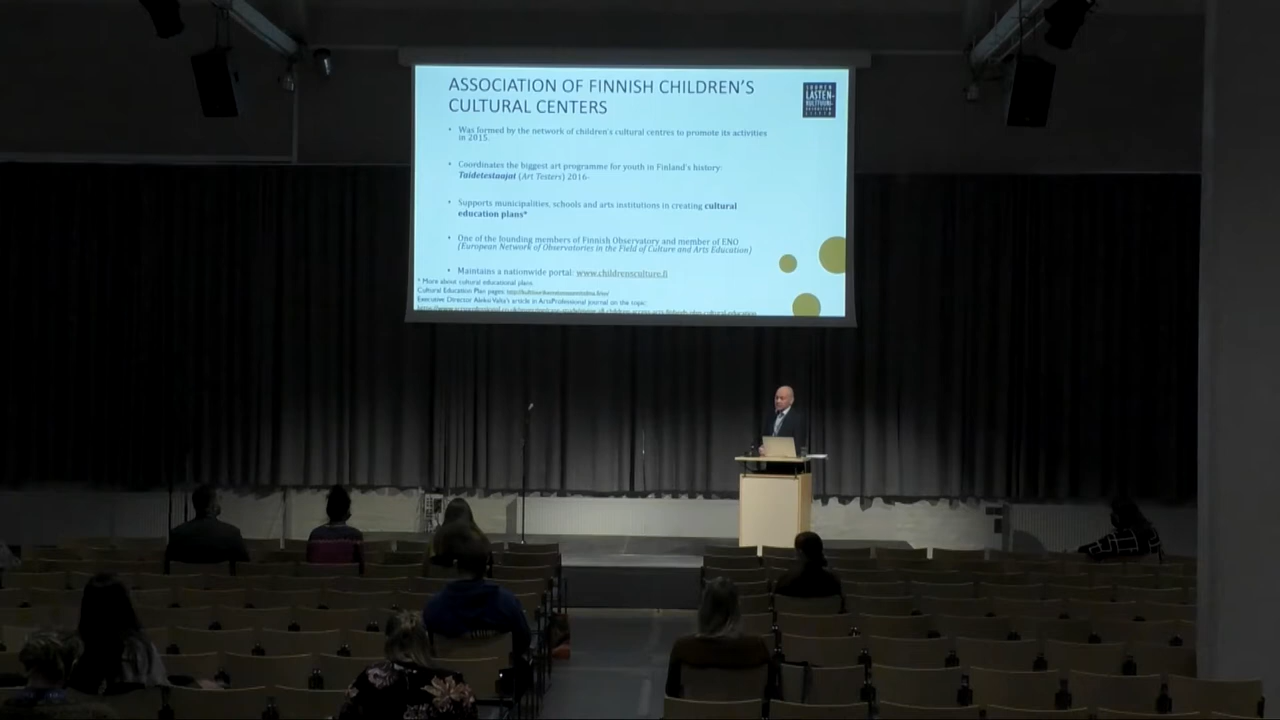 ASSOCIATION OF FINNISH CHILDREN'S
CULTURAL CENTERS
LASTEN-
• Was formed by the network of children's cultural centres to promote its activities
in 2015.
• Coordinates the biggest art programme for youth in Finland's history:
Taidetestaajat (Art Testers) 2016-
• Supports municipalities, schools and arts institutions in creating cultural
education plans*
• One of the founding members of Finnish Observatory and member of ENO
(European Network of Observatories in the Field of Culture and Arts Education)
• Maintains a nationwide portal: www.childrensculture.fi
* More about cultural educational plans:
Cultural Education Plan pages:
Executive Director Aleksi Valta's article in ArtsProfessional journal on the topic: